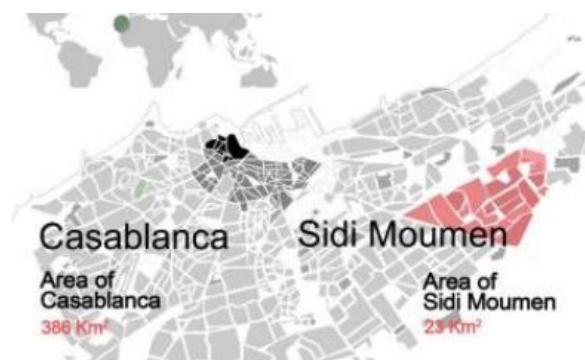 Casablanca
Area of
Casablanca
386 Km²
Sidi Moumen
Area of
Sidi Moumen
23 Km²